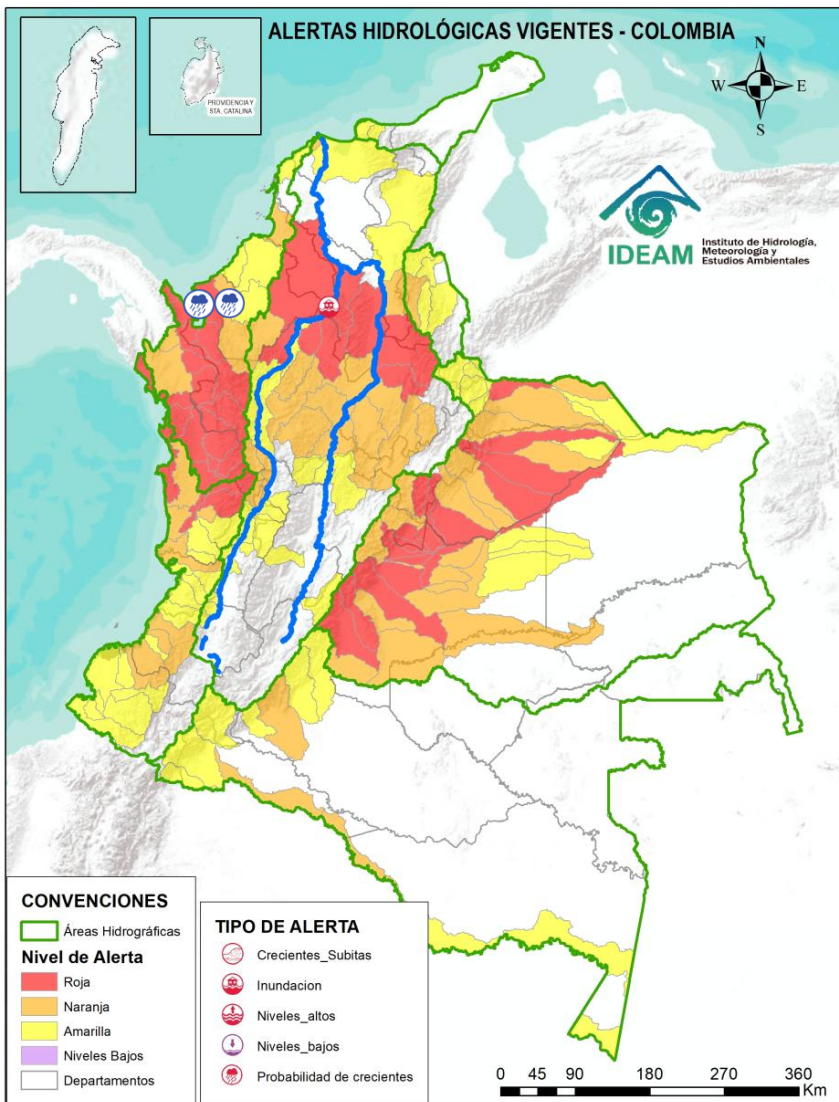 ALERTAS HIDROLÓGICAS VIGENTES - COLOMBIA
PROVIDENCIA Y
STA. CATALINA
N
W
E
S
IDEAM
Instituto de Hidrología,
Meteorología y
Estudios Ambientales
CONVENCIONES
Áreas Hidrográficas
Nivel de Alerta
Roja
Naranja
Amarilla
Niveles Bajos
Departamentos
TIPO DE ALERTA
Crecientes_Subitas
Inundacion
Niveles_altos
Niveles_bajos
Probabilidad de crecientes
0 45 90 180 270 360
Km